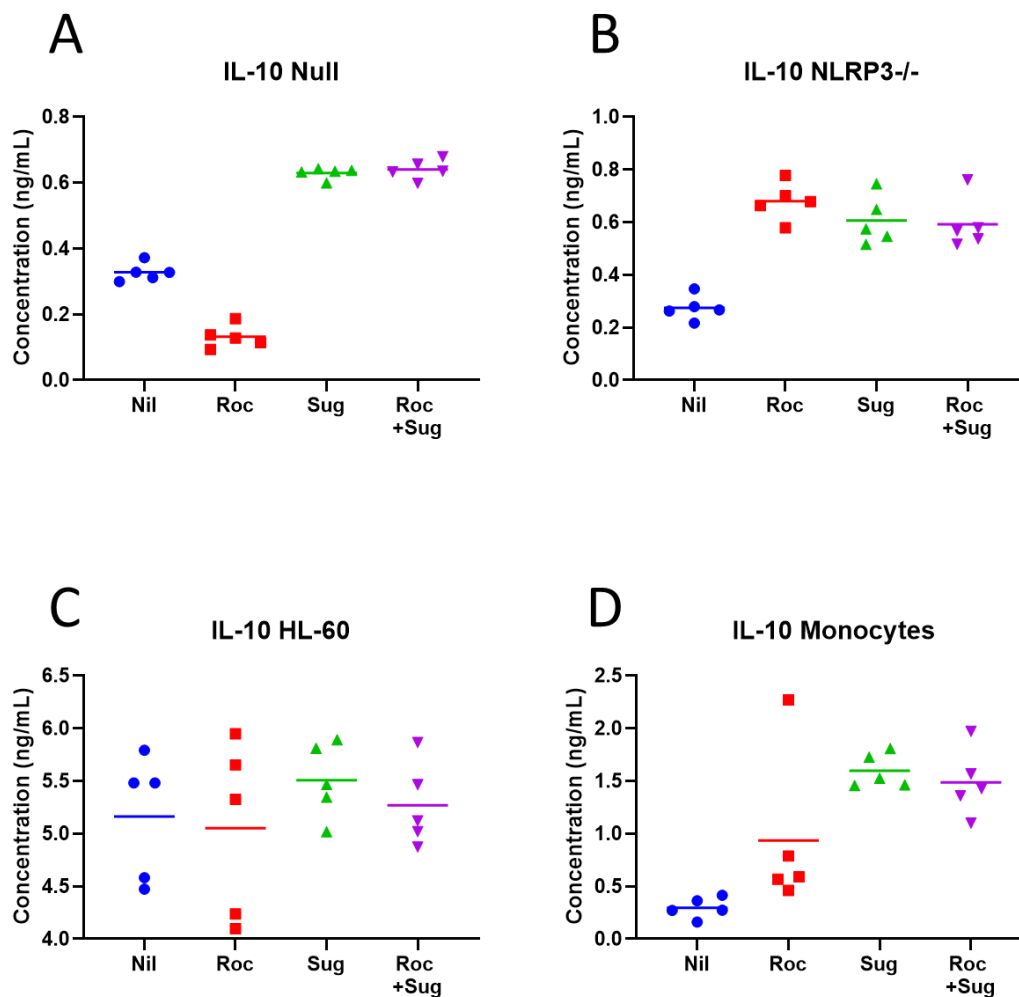 A
IL-10 Null
Concentration (ng/mL)
0.8
0.6
0.4
0.2
0.0
Nil
Roc
Sug
Roc
+Sug
B
IL-10 NLRP3-/-
Concentration (ng/mL)
1.0
0.8
0.6
0.4
0.2
0.0
Nil
Roc
Sug
Roc
+Sug
C
IL-10 HL-60
Concentration (ng/mL)
6.5
6.0
5.5
5.0
4.5
4.0
Nil
Roc
Sug
Roc
+Sug
D
IL-10 Monocytes
Concentration (ng/mL)
2.5
2.0
1.5
1.0
0.5
0.0
Nil
Roc
Sug
Roc
+Sug